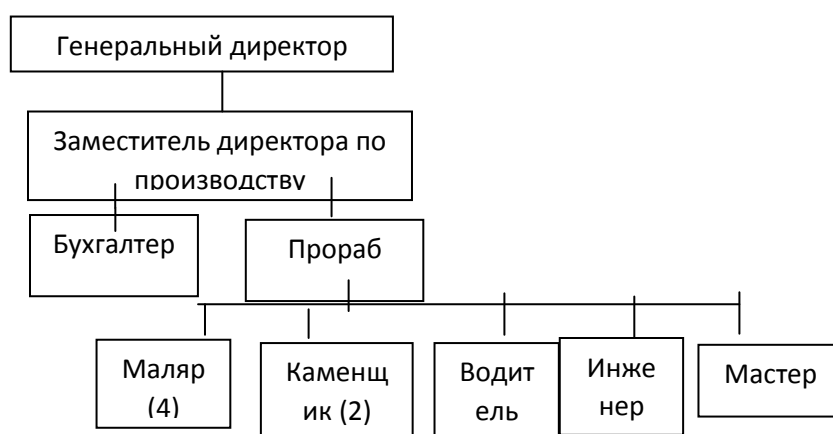 Генеральный директор
Заместитель директора по
производству
Бухгалтер
Прораб
Маляр
(4)
Каменщ
ик (2)
Водит
ель
Инже
нер
Мастер